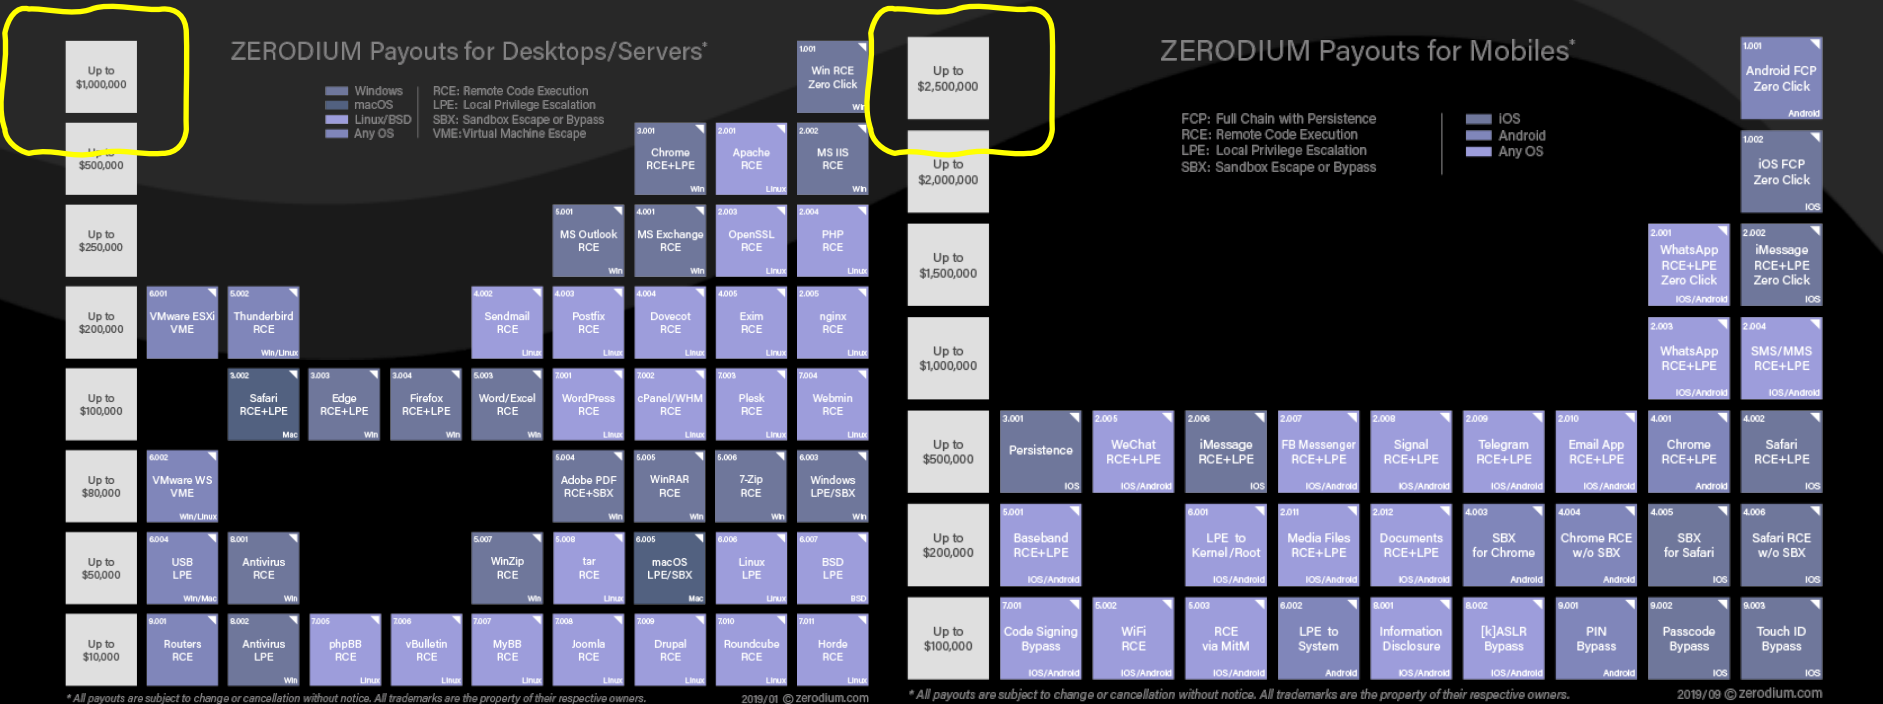 ZERODIUM Payouts for Desktops/Servers*
Windows
macOS
Linux/BSD
Any OS
RCE: Remote Code Execution
LPE: Local Privilege Escalation
SBX: Sandbox Escape or Bypass
VME: Virtual Machine Escape
Up to
$1,000,000
1.001
Win RCE
Zero Click
Win
Up to
$500,000
3.001
Chrome
RCE+LPE
Win
2.001
Apache
RCE
Linux
2.002
MS IIS
RCE
Win
Up to
$250,000
5.001
MS Outlook
RCE
Win
4.001
MS Exchange
RCE
Win
2.003
OpenSSL
RCE
Linux
2.004
PHP
RCE
Linux
Up to
$200,000
6.001
VMware ESXi
VME
5.002
Thunderbird
RCE
Win/Linux
4.002
Sendmail
RCE
Linux
4.003
Postfix
RCE
Linux
4.004
Dovecot
RCE
Linux
4.005
Exim
RCE
Linux
2.005
nginx
RCE
Linux
Up to
$100,000
3.002
Safari
RCE+LPE
Mac
3.003
Edge
RCE+LPE
Win
3.004
Firefox
RCE+LPE
Win
5.003
Word/Excel
RCE
Win
7.001
WordPress
RCE
Linux
7.002
cPanel/WHM
RCE
Linux
7.003
Plesk
RCE
Linux
7.004
Webmin
RCE
Linux
Up to
$80,000
6.002
VMware WS
VME
Win/Linux
5.004
Adobe PDF
RCE+SBX
Win
5.005
WinRAR
RCE
Win
5.006
7-Zip
RCE
Win
6.003
Windows
LPE/SBX
Win
Up to
$50,000
6.004
USB
LPE
Win/Mac
8.001
Antivirus
RCE
Win
5.007
WinZip
RCE
Win
5.008
tar
RCE
Linux
6.005
macOS
LPE/SBX
Mac
6.006
Linux
LPE
Linux
6.007
BSD
LPE
BSD
Up to
$10,000
9.001
Routers
RCE
8.002
Antivirus
LPE
Win
7.005
phpBB
RCE
Linux
7.006
vBulletin
RCE
Linux
7.007
MyBB
RCE
Linux
7.008
Joomla
RCE
Linux
7.009
Drupal
RCE
Linux
7.010
Roundcube
RCE
Linux
7.011
Horde
RCE
Linux
* All payouts are subject to change or cancellation without notice. All trademarks are the property of their respective owners.
2019/01 © zerodium.com
ZERODIUM Payouts for Mobiles*
FCP: Full Chain with Persistence
RCE: Remote Code Execution
LPE: Local Privilege Escalation
SBX: Sandbox Escape or Bypass
iOS
Android
Any OS
Up to
$2,500,000
1.001
Android FCP
Zero Click
Android
Up to
$2,000,000
1.002
iOS FCP
Zero Click
iOS
Up to
$1,500,000
2.001
WhatsApp
RCE+LPE
Zero Click
iOS/Android
2.002
iMessage
RCE+LPE
Zero Click
iOS
Up to
$1,000,000
2.003
WhatsApp
RCE+LPE
iOS/Android
2.004
SMS/MMS
RCE+LPE
iOS/Android
Up to
$500,000
3.001
Persistence
iOS
2.005
WeChat
RCE+LPE
iOS/Android
2.006
iMessage
RCE+LPE
iOS
2.007
FB Messenger
RCE+LPE
iOS/Android
2.008
Signal
RCE+LPE
iOS/Android
2.009
Telegram
RCE+LPE
iOS/Android
2.010
Email App
RCE+LPE
iOS/Android
4.001
Chrome
RCE+LPE
Android
4.002
Safari
RCE+LPE
iOS
Up to
$200,000
5.001
Baseband
RCE+LPE
iOS/Android
6.001
LPE to
Kernel/Root
iOS/Android
2.011
Media Files
RCE+LPE
iOS/Android
2.012
Documents
RCE+LPE
iOS/Android
4.003
SBX
for Chrome
Android
4.004
Chrome RCE
w/o SBX
Android
4.005
SBX
for Safari
iOS
4.006
Safari RCE
w/o SBX
iOS
Up to
$100,000
7.001
Code Signing
Bypass
iOS/Android
5.002
WiFi
RCE
iOS/Android
5.003
RCE
via MitM
iOS/Android
6.002
LPE to
System
Android
8.001
Information
Disclosure
iOS/Android
8.002
[k]ASLR
Bypass
iOS/Android
9.001
PIN
Bypass
Android
9.002
Passcode
Bypass
iOS
9.003
Touch ID
Bypass
iOS
* All payouts are subject to change or cancellation without notice. All trademarks are the property of their respective owners.
2019/09 © zerodium.com